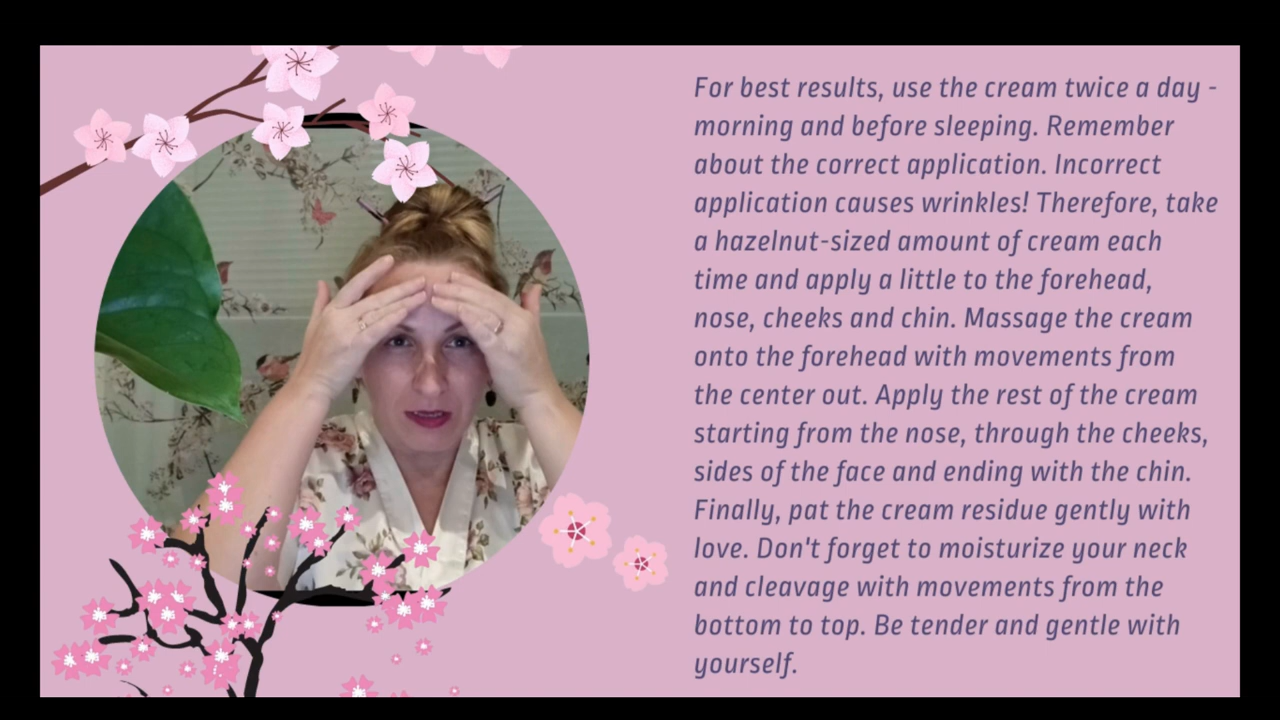 For best results, use the cream twice a day -
morning and before sleeping. Remember
about the correct application. Incorrect
application causes wrinkles! Therefore, take
a hazelnut-sized amount of cream each
time and apply a little to the forehead,
nose, cheeks and chin. Massage the cream
onto the forehead with movements from
the center out. Apply the rest of the cream
starting from the nose, through the cheeks,
sides of the face and ending with the chin.
Finally, pat the cream residue gently with
love. Don't forget to moisturize your neck
and cleavage with movements from the
bottom to top. Be tender and gentle with
yourself.